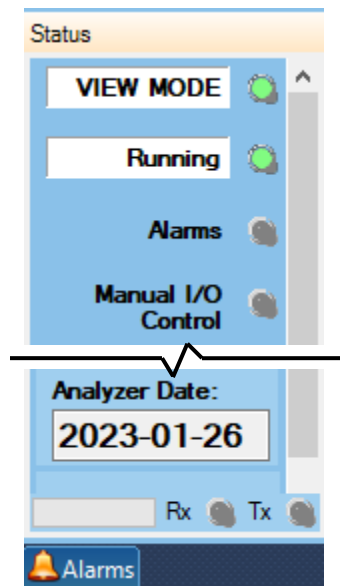 Status
VIEW MODE
Running
Alarms
Manual I/O
Control
Analyzer Date:
2023-01-26
Rx Tx
Alarms